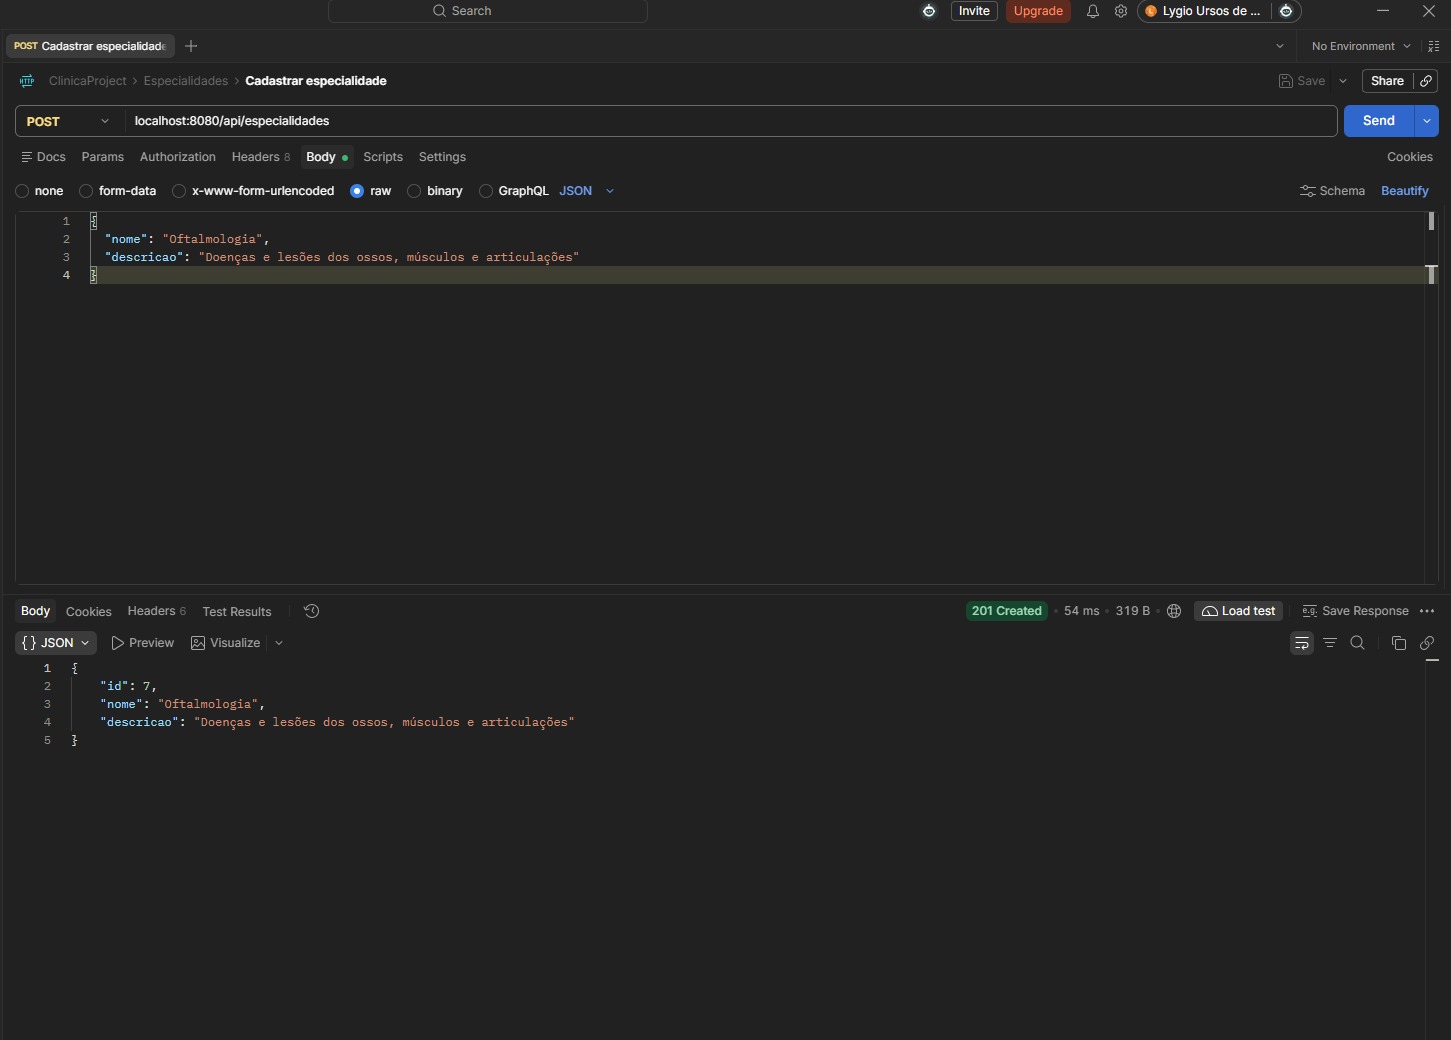 Search
Invite
Upgrade
Lygio Ursos de ...
POST Cadastrar especialidade
No Environment
HTTP ClinicaProject > Especialidades > Cadastrar especialidade
Save
Share
POST
localhost:8080/api/especialidades
Send
Docs Params Authorization Headers 8 Body Scripts Settings
Cookies
none form-data x-www-form-urlencoded raw binary GraphQL JSON
Schema Beautify
1 {
2 "nome": "Oftalmologia",
3 "descricao": "Doenças e lesões dos ossos, músculos e articulações"
4 }
Body Cookies Headers 6 Test Results
201 Created • 54 ms • 319 B
Load test
e.g. Save Response
{} JSON Preview Visualize
1 {
2 "id": 7,
3 "nome": "Oftalmologia",
4 "descricao": "Doenças e lesões dos ossos, músculos e articulações"
5 }